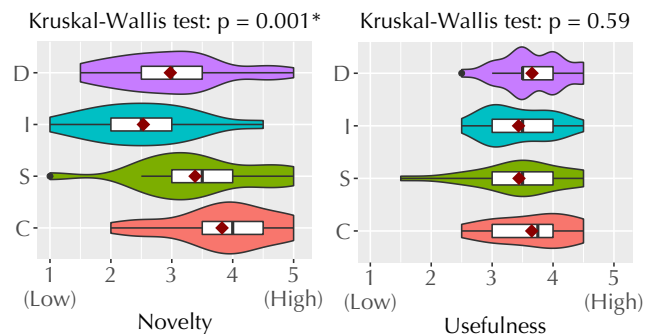 Kruskal-Wallis test: p = 0.001*
D
I
S
C
1 2 3 4 5
(Low) (High)
Novelty
Kruskal-Wallis test: p = 0.59
D
I
S
C
1 2 3 4 5
(Low) (High)
Usefulness